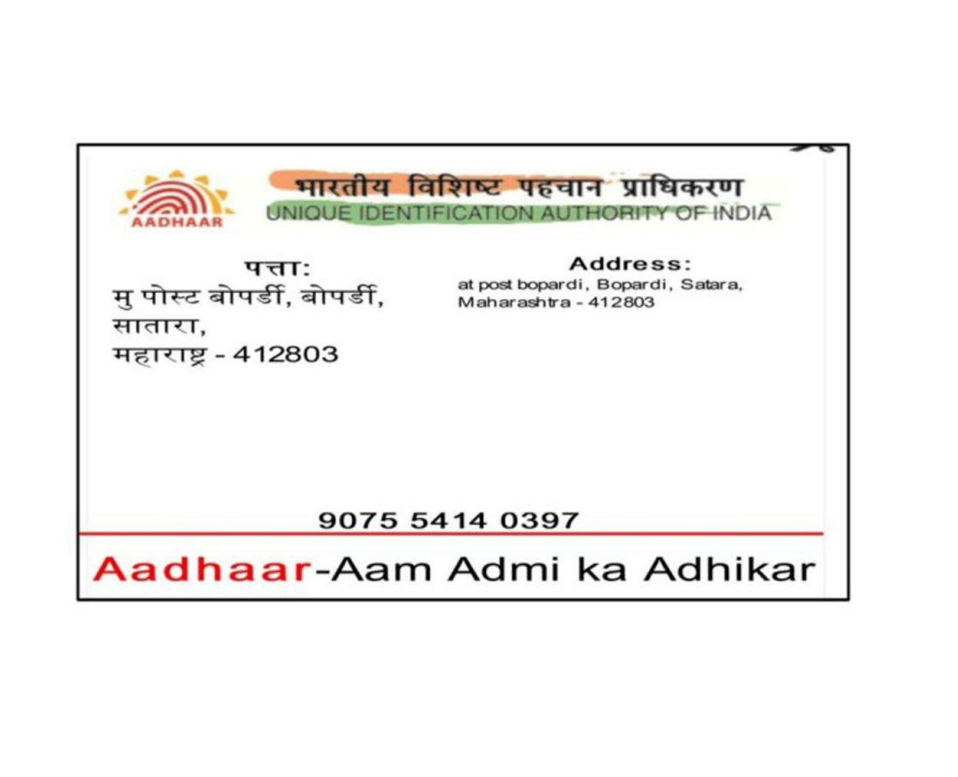 AADHAAR
भारतीय विशिष्ट पहचान प्राधिकरण
UNIQUE IDENTIFICATION AUTHORITY OF INDIA
पत्ता:
मु पोस्ट बोपर्डी, बोपर्डी,
सातारा,
महाराष्ट्र - 412803
Address:
at post bopardi, Bopardi, Satara,
Maharashtra - 412803
9075 5414 0397
Aadhaar-Aam Admi ka Adhikar